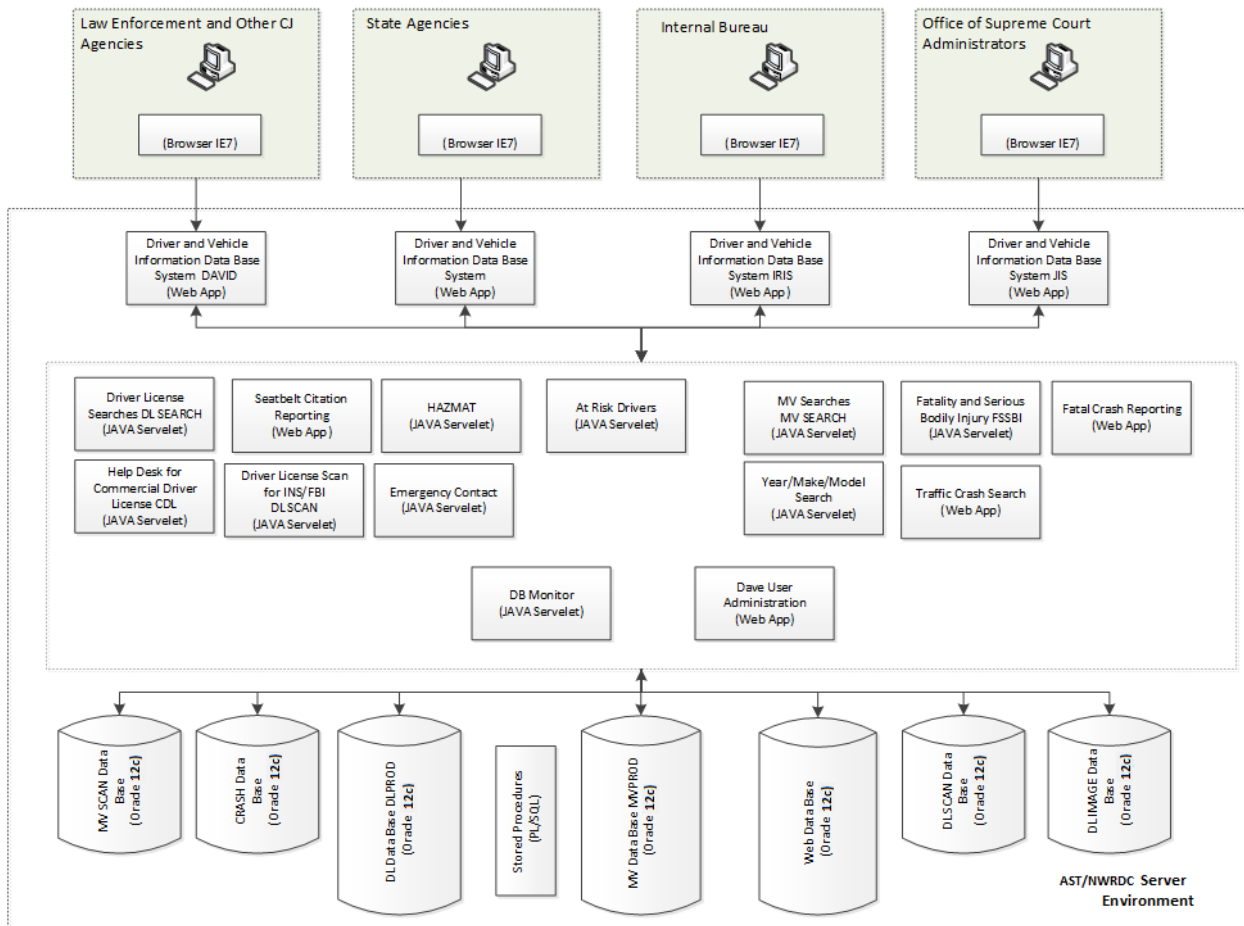 Law Enforcement and Other CJ
Agencies
State Agencies
Internal Bureau
Office of Supreme Court
Administrators
(Browser IE7)
(Browser IE7)
(Browser IE7)
(Browser IE7)
Driver and Vehicle
Information Data Base
System DAVID
(Web App)
Driver and Vehicle
Information Data Base
System
(Web App)
Driver and Vehicle
Information Data Base
System IRIS
(Web App)
Driver and Vehicle
Information Data Base
System JIS
(Web App)
Driver License
Searches DL SEARCH
(JAVA Servelet)
Seatbelt Citation
Reporting
(Web App)
HAZMAT
(JAVA Servelet)
At Risk Drivers
(JAVA Servelet)
MV Searches
MV SEARCH
(JAVA Servelet)
Fatality and Serious
Bodily Injury FSSBI
(JAVA Servelet)
Fatal Crash Reporting
(Web App)
Help Desk for
Commercial Driver
License CDL
(JAVA Servelet)
Driver License Scan
for INS/FBI
DLSCAN
(JAVA Servelet)
Emergency Contact
(JAVA Servelet)
Year/Make/Model
Search
(JAVA Servelet)
Traffic Crash Search
(Web App)
DB Monitor
(JAVA Servelet)
Dave User
Administration
(Web App)
MV SCAN Data
Base
(Oracle 12c)
CRASH Data
Base
(Oracle 12c)
DL Data Base DLPROD
(Oracle 12c)
Stored Procedures
(PL/SQL)
MV Data Base MVPROD
(Oracle 12c)
Web Data Base
(Oracle 12c)
DLSCAN Data
Base
(Oracle 12c)
DLIMAGE Data
Base
(Oracle 12c)
AST/NWRDC Server
Environment